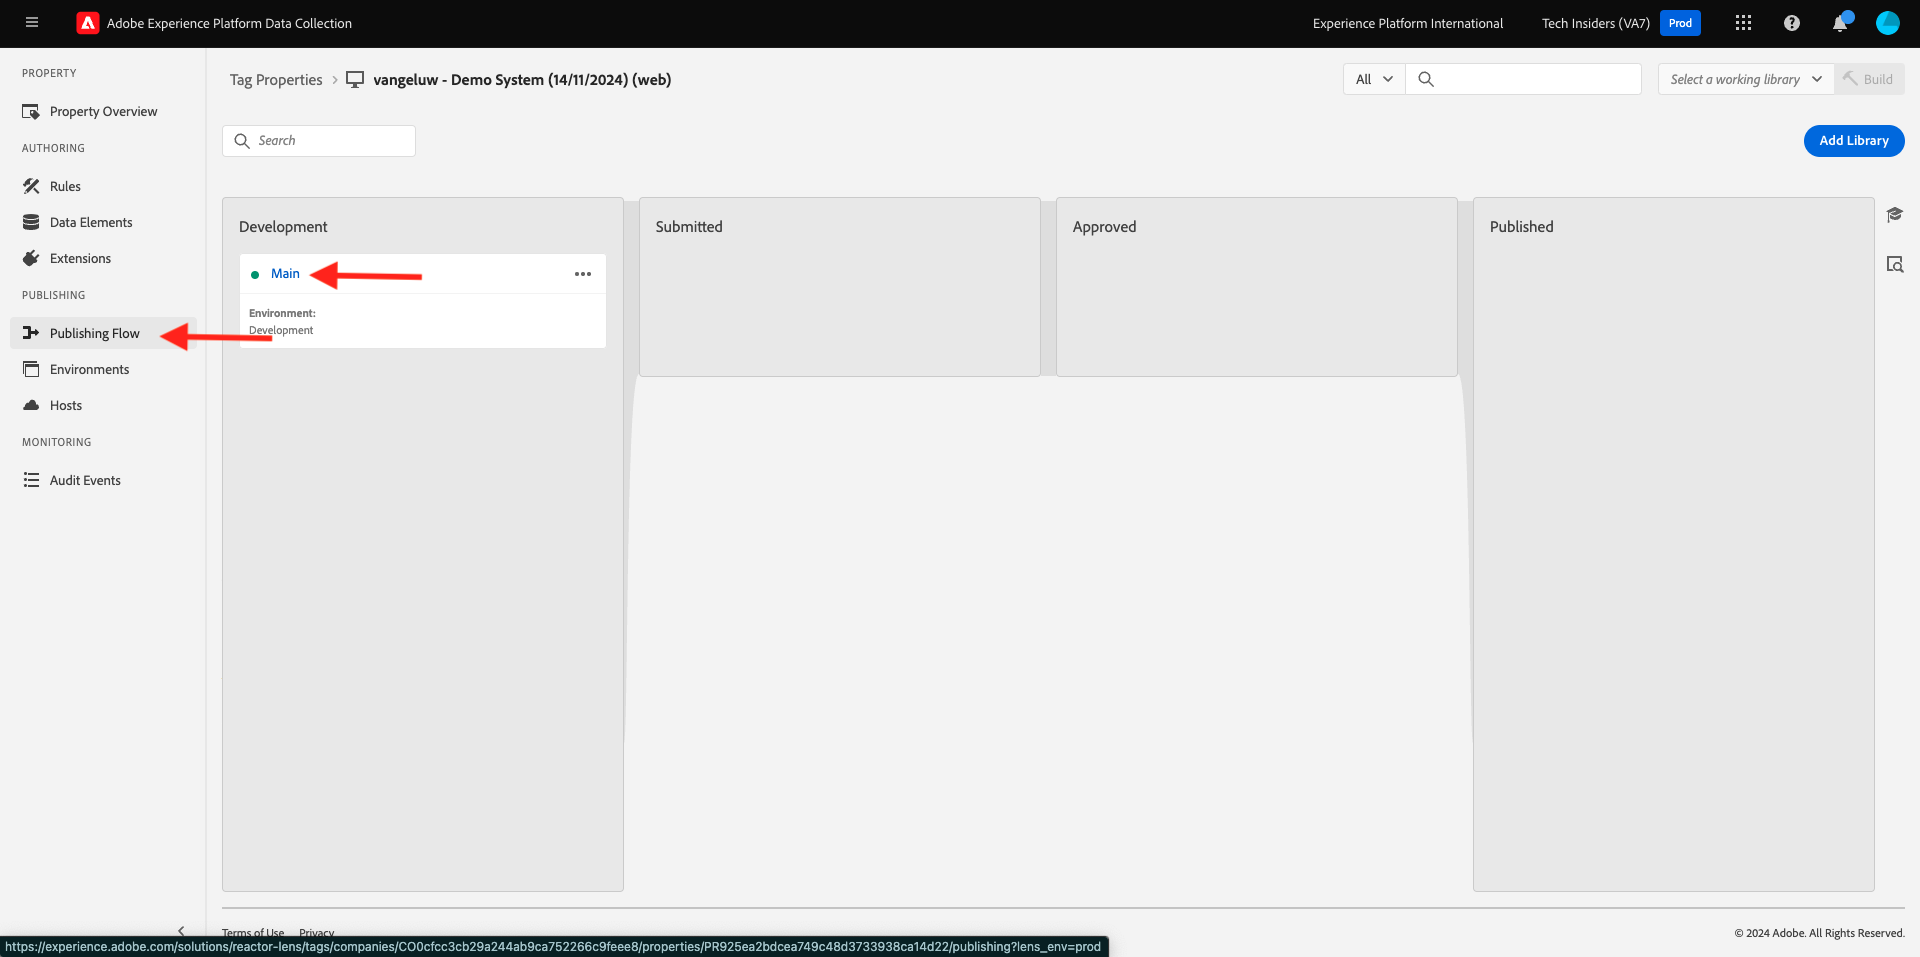 Adobe Experience Platform Data Collection
Experience Platform International
Tech Insiders (VA7)
Prod
PROPERTY
Property Overview
AUTHORING
Rules
Data Elements
Extensions
PUBLISHING
Publishing Flow
Environments
Hosts
MONITORING
Audit Events
Tag Properties
vangeluw - Demo System (14/11/2024) (web)
All
Select a working library
Build
Search
Add Library
Development
Main
Environment:
Development
Submitted
Approved
Published
Terms of Use Privacy
© 2024 Adobe. All Rights Reserved.
https://experience.adobe.com/solutions/reactor-lens/tags/companies/CO0cfcc3cb29a244ab9ca752266c9feee8/properties/PR925ea2bdcea749c48d3733938ca14d22/publishing?lens_env=prod